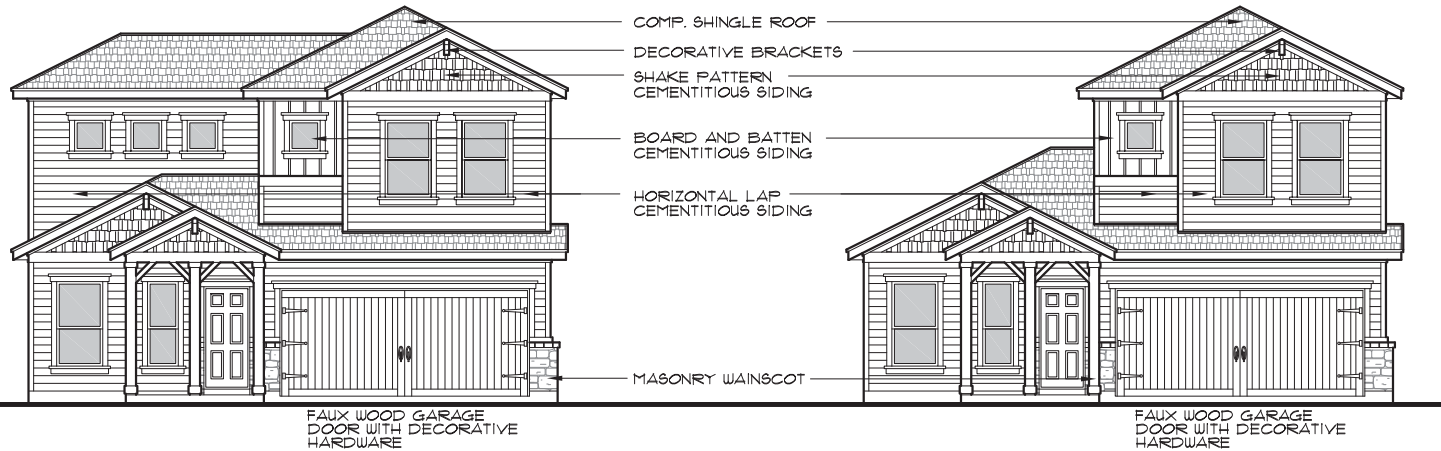 COMP. SHINGLE ROOF
DECORATIVE BRACKETS
SHAKE PATTERN
CEMENTITIOUS SIDING
BOARD AND BATTEN
CEMENTITIOUS SIDING
HORIZONTAL LAP
CEMENTITIOUS SIDING
MASONRY WAINSCOT
FAUX WOOD GARAGE
DOOR WITH DECORATIVE
HARDWARE
FAUX WOOD GARAGE
DOOR WITH DECORATIVE
HARDWARE